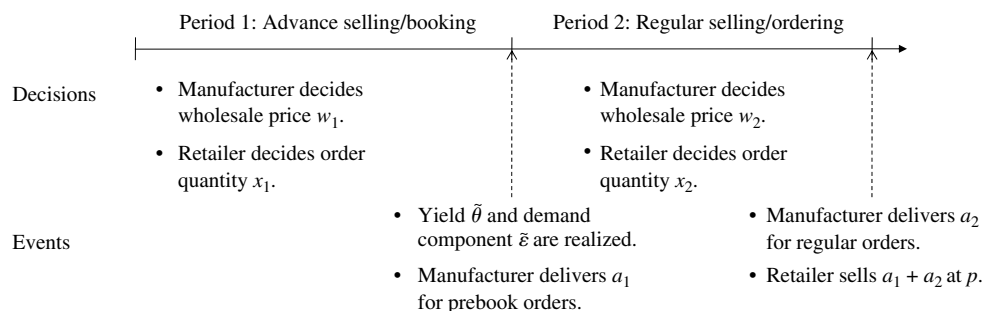 Period 1: Advance selling/booking
Period 2: Regular selling/ordering
Decisions
• Manufacturer decides
wholesale price w1.
• Retailer decides order
quantity x1.
• Manufacturer decides
wholesale price w2.
• Retailer decides order
quantity x2.
Events
• Yield θ̃ and demand
component ε̃ are realized.
• Manufacturer delivers a1
for prebook orders.
• Manufacturer delivers a2
for regular orders.
• Retailer sells a1 + a2 at p.